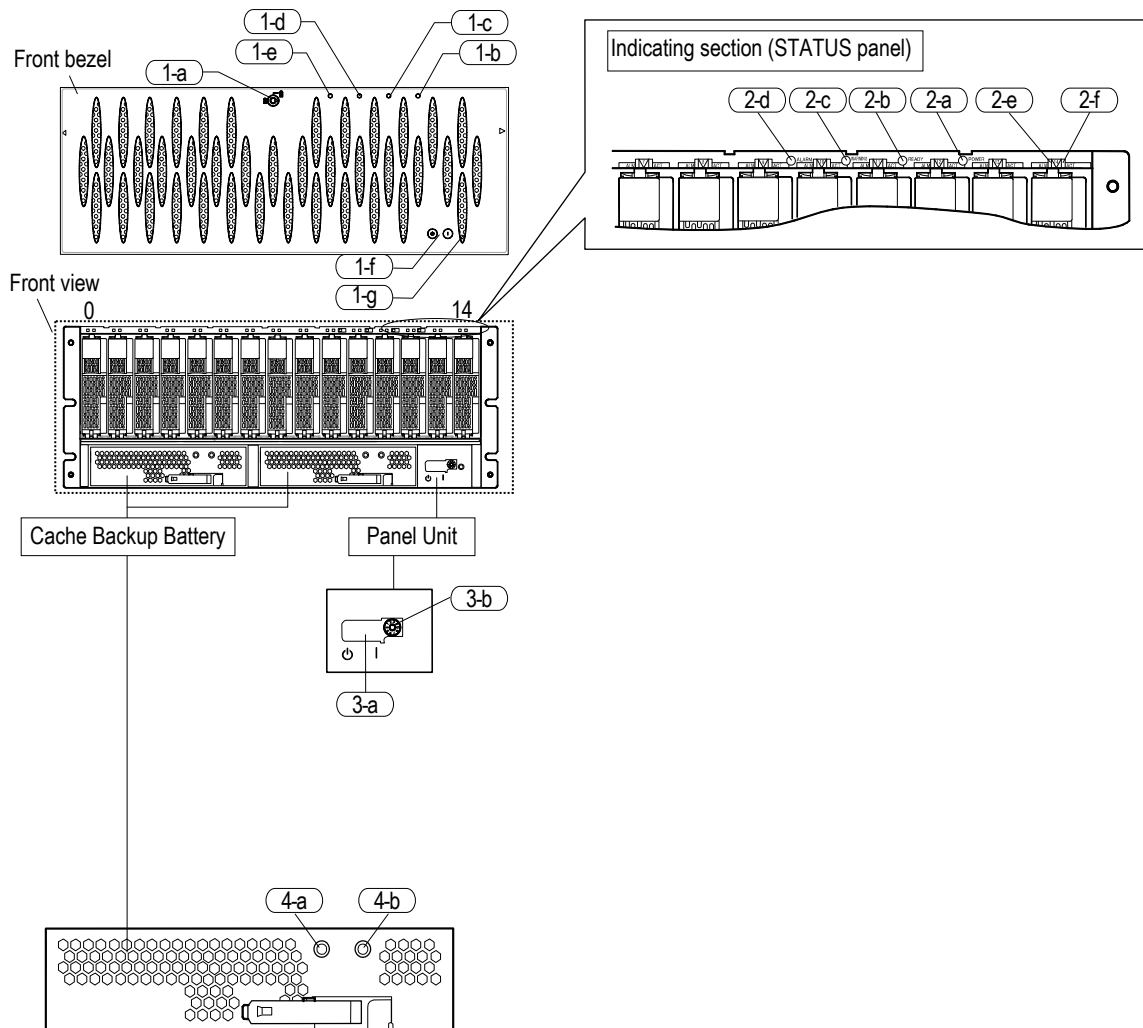 1-d
1-c
1-e
1-b
1-a
Front bezel
Indicating section (STATUS panel)
2-d
2-c
2-b
2-a
2-e
2-f
ALARM
READY
POWER
1-f
1-g
Front view
0
14
Cache Backup Battery
Panel Unit
3-b
3-a
4-a
4-b